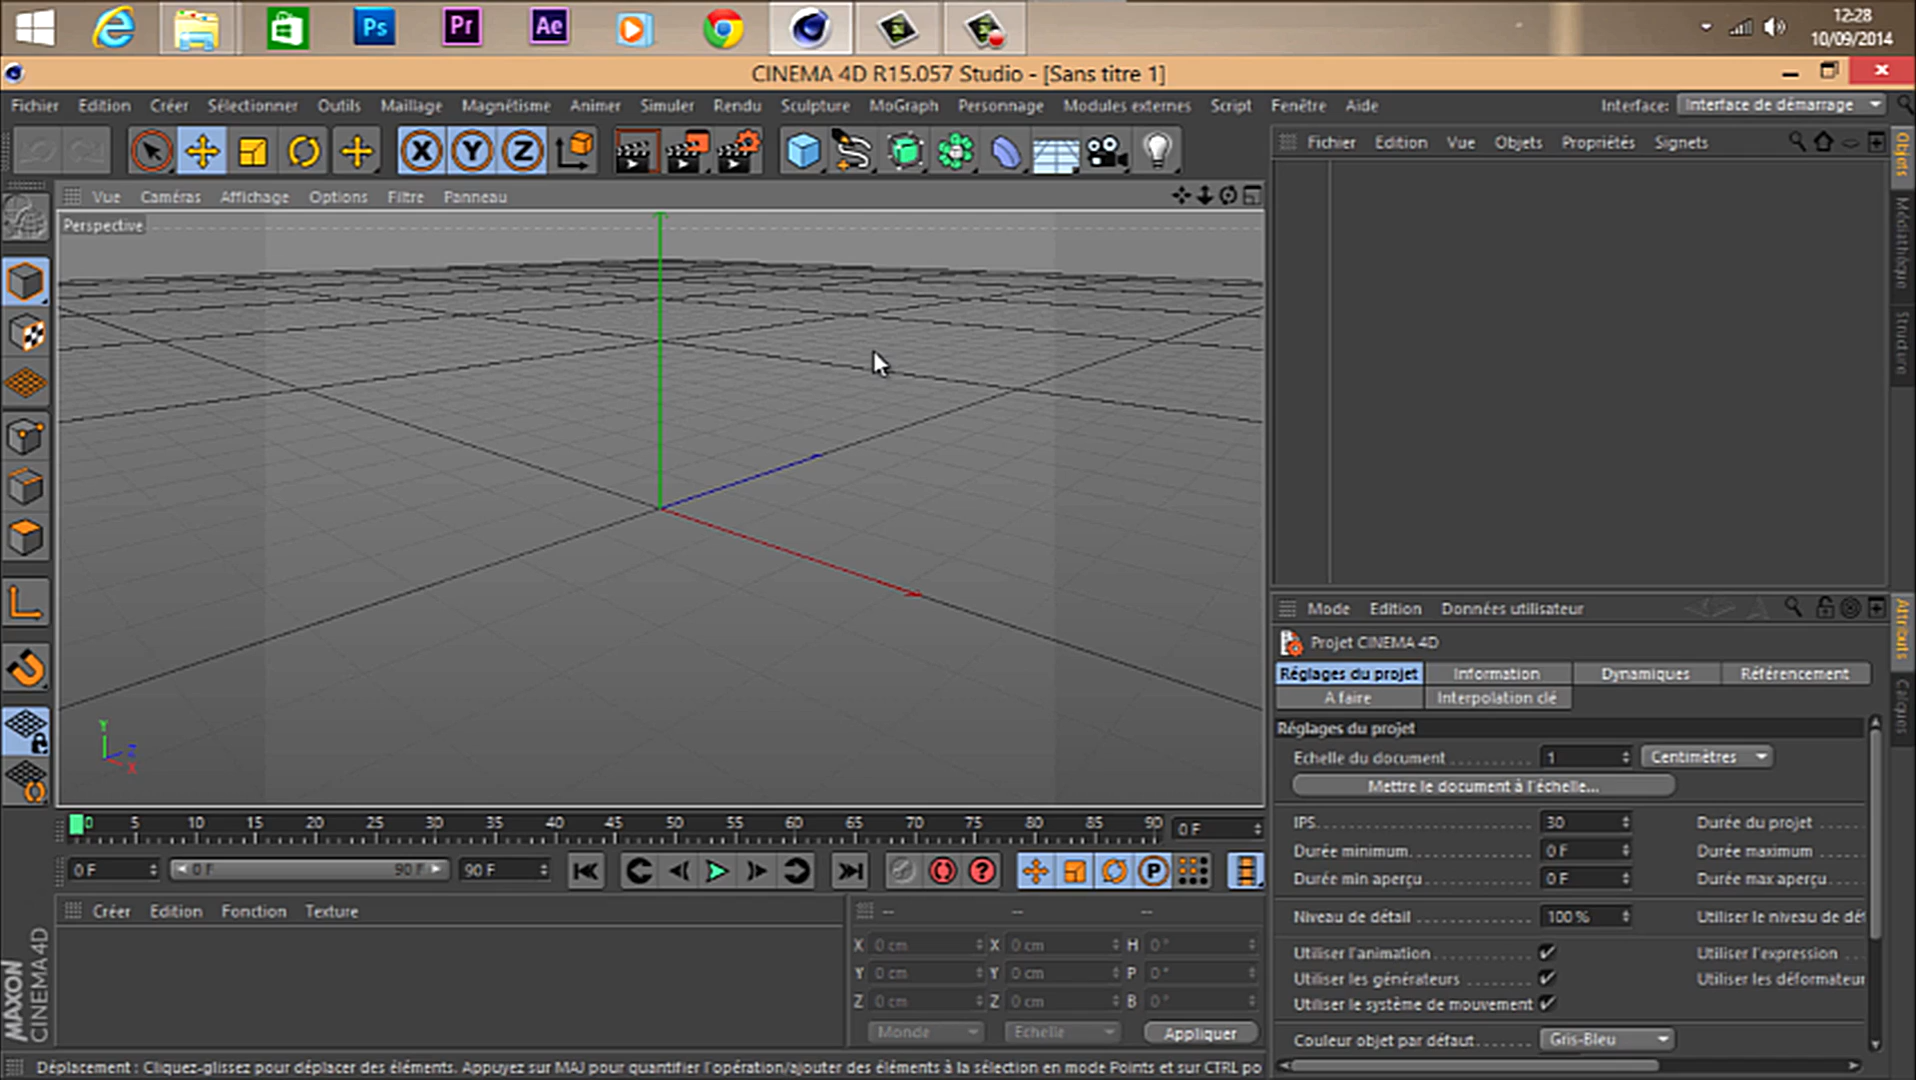 Ps Pr Ae
12:28
10/09/2014
CINEMA 4D R15.057 Studio - [Sans titre 1]
Fichier Edition Créer Sélectionner Outils Maillage Magnétisme Animer Simuler Rendu Sculpture MoGraph Personnage Modules externes Script Fenêtre Aide Interface: Interface de démarrage
X Y Z
Fichier Edition Vue Objets Propriétés Signets
Objets
Médiathèque
Structure
Vue Caméras Affichage Options Filtre Panneau
Perspective
Y
Z
X
Mode Edition Données utilisateur
Attributs
Calques
Projet CINEMA 4D
Réglages du projet Information Dynamiques Référencement
A faire Interpolation clé
Réglages du projet
Echelle du document 1 Centimètres
Mettre le document à l'échelle...
IPS 30 Durée du projet
Durée minimum 0 F Durée maximum
Durée min aperçu 0 F Durée max aperçu
Niveau de détail 100 % Utiliser le niveau de dé
Utiliser l'animation Utiliser l'expression
Utiliser les générateurs Utiliser les déformateur
Utiliser le système de mouvement
Couleur objet par défaut Gris-Bleu
0 5 10 15 20 25 30 35 40 45 50 55 60 65 70 75 80 85 90 0 F
0 F 0 F 90 F 90 F ? P
Créer Edition Fonction Texture
-- -- --
X 0 cm X 0 cm H 0 °
Y 0 cm Y 0 cm P 0 °
Z 0 cm Z 0 cm B 0 °
Monde Echelle Appliquer
MAXON
CINEMA 4D
Déplacement : Cliquez-glissez pour déplacer des éléments. Appuyez sur MAJ pour quantifier l'opération/ajouter des éléments à la sélection en mode Points et sur CTRL po